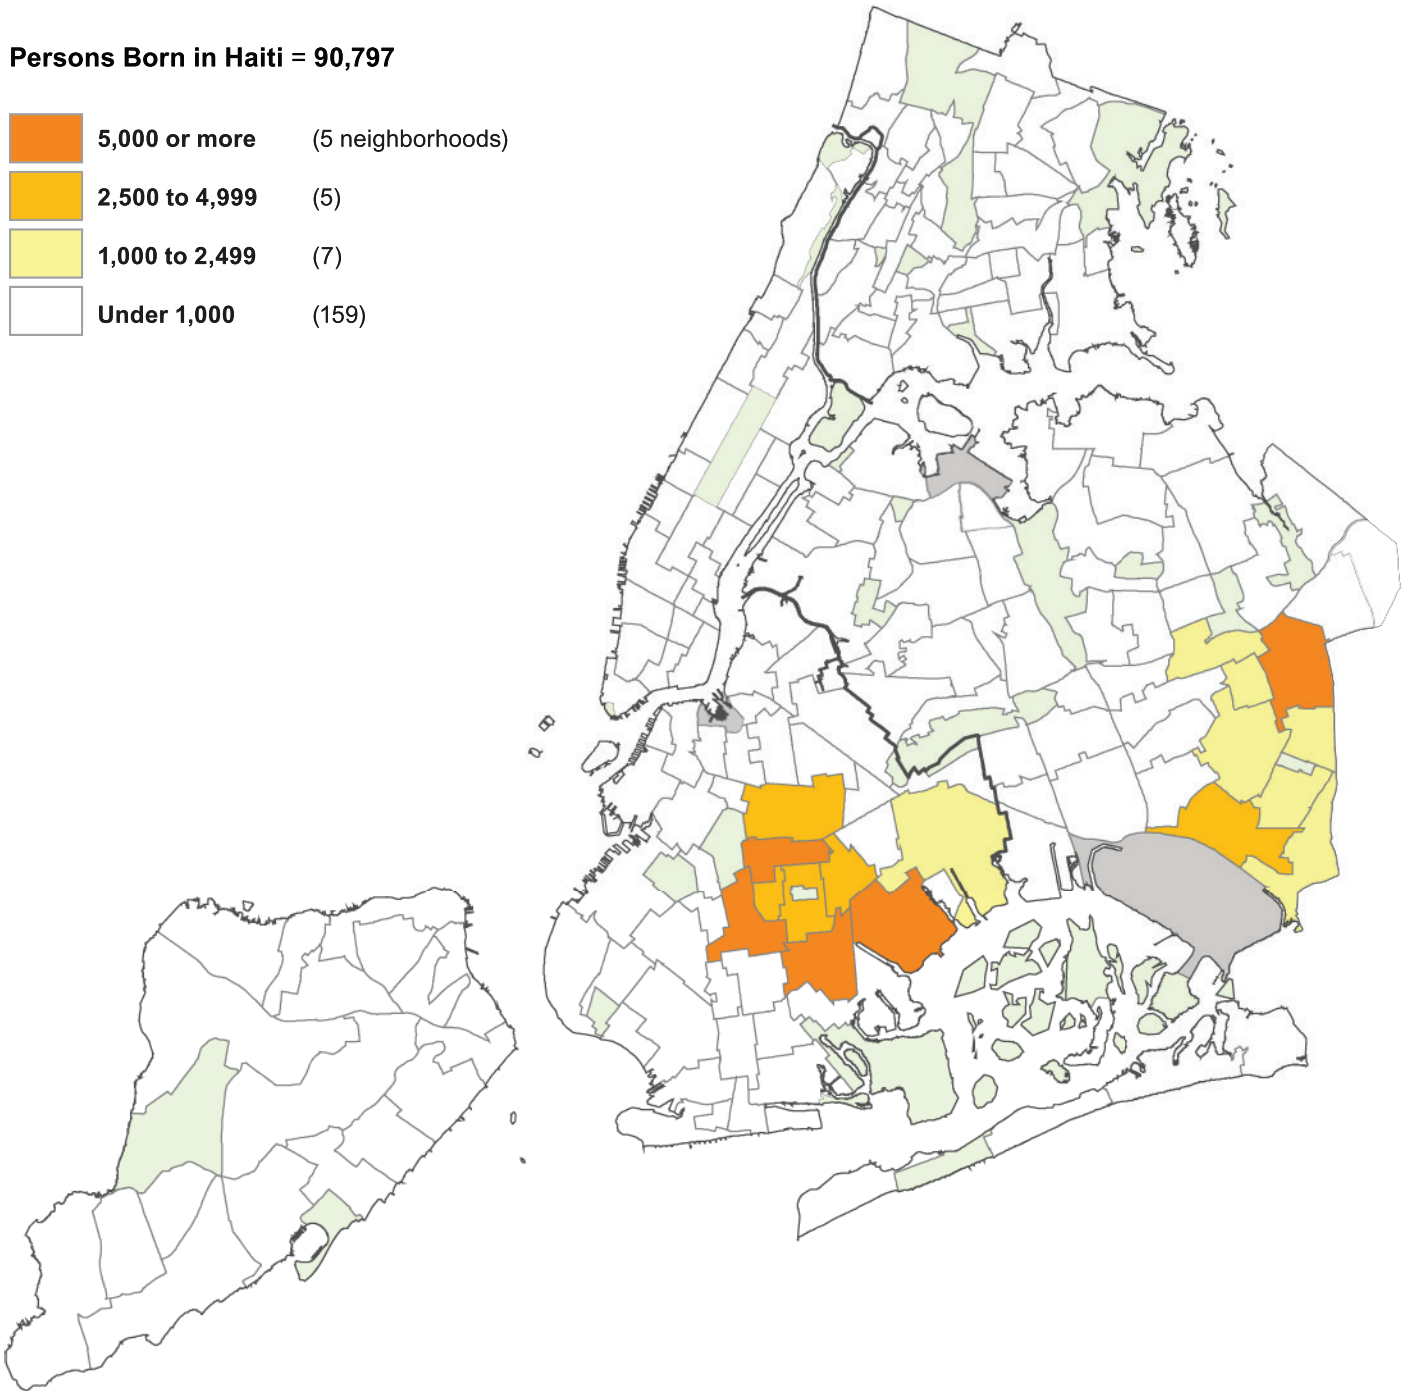 Persons Born in Haiti = 90,797
5,000 or more (5 neighborhoods)
2,500 to 4,999 (5)
1,000 to 2,499 (7)
Under 1,000 (159)